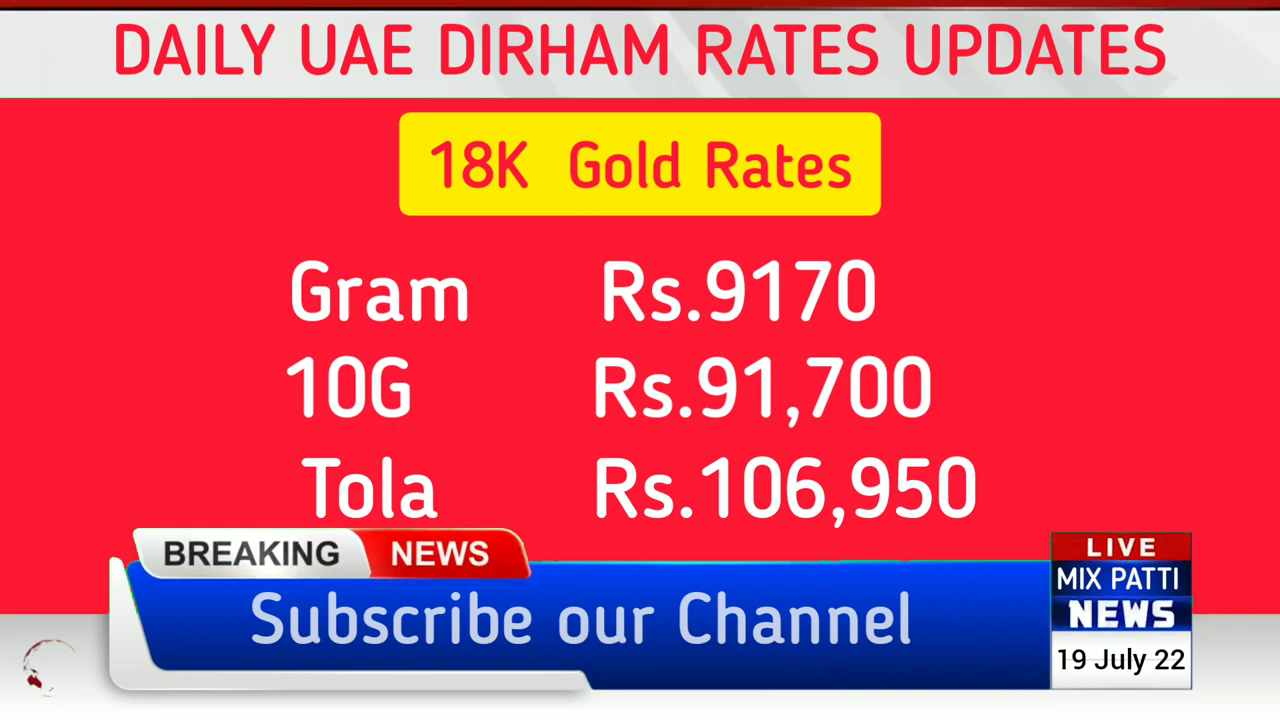 DAILY UAE DIRHAM RATES UPDATES
18K Gold Rates
Gram Rs.9170
10G Rs.91,700
Tola Rs.106,950
BREAKING NEWS
Subscribe our Channel
LIVE
MIX PATTI
NEWS
19 July 22